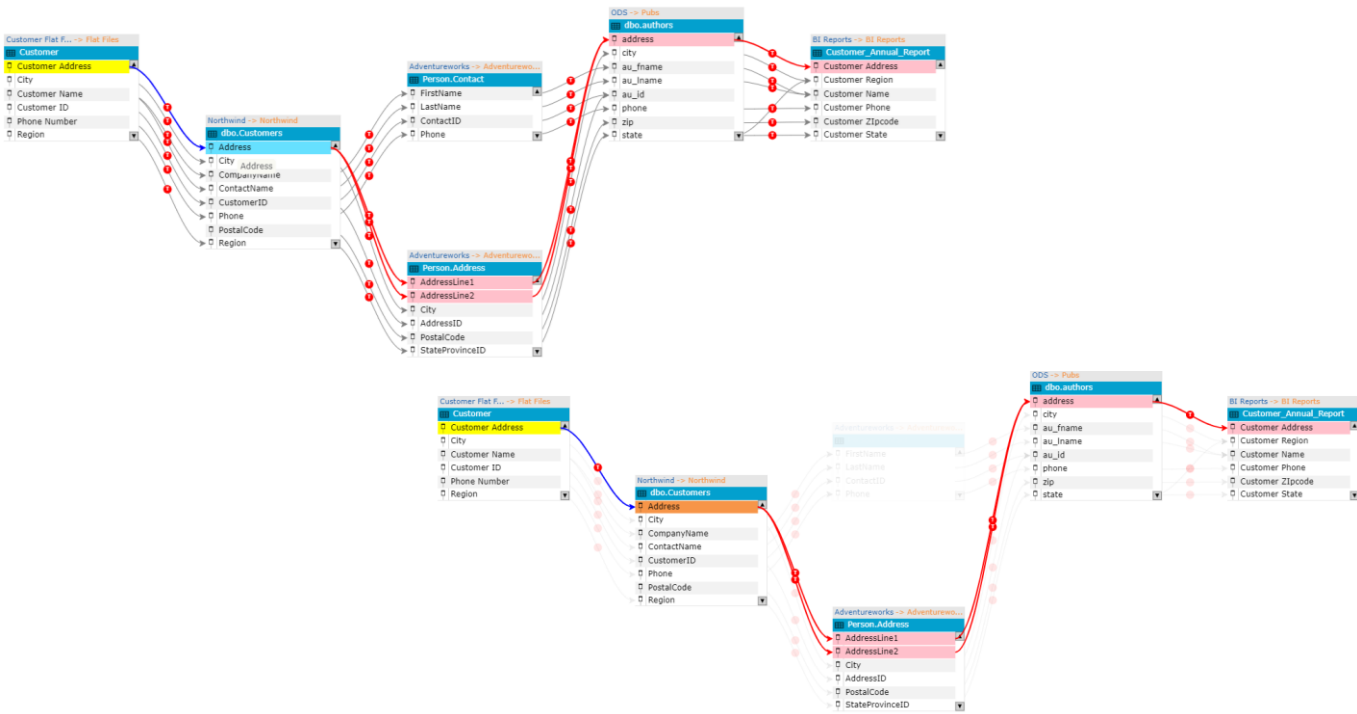 Customer Flat F... -> Flat Files
Customer
Customer Address
City
Customer Name
Customer ID
Phone Number
Region
Northwind -> Northwind
dbo.Customers
Address
City
Address
CompanyName
ContactName
CustomerID
Phone
PostalCode
Region
Adventureworks -> Adventurewo...
Person.Contact
FirstName
LastName
ContactID
Phone
Adventureworks -> Adventurewo...
Person.Address
AddressLine1
AddressLine2
City
AddressID
PostalCode
StateProvinceID
ODS -> Pubs
dbo.authors
address
city
au_fname
au_lname
au_id
phone
zip
state
BI Reports -> BI Reports
Customer_Annual_Report
Customer Address
Customer Region
Customer Name
Customer Phone
Customer ZIpcode
Customer State
Customer Flat F... -> Flat Files
Customer
Customer Address
City
Customer Name
Customer ID
Phone Number
Region
Northwind -> Northwind
dbo.Customers
Address
City
CompanyName
ContactName
CustomerID
Phone
PostalCode
Region
FirstName
LastName
ContactID
Phone
Adventureworks -> Adventurewo...
Person.Address
AddressLine1
AddressLine2
City
AddressID
PostalCode
StateProvinceID
ODS -> Pubs
dbo.authors
address
city
au_fname
au_lname
au_id
phone
zip
state
BI Reports -> BI Reports
Customer_Annual_Report
Customer Address
Customer Region
Customer Name
Customer Phone
Customer ZIpcode
Customer State